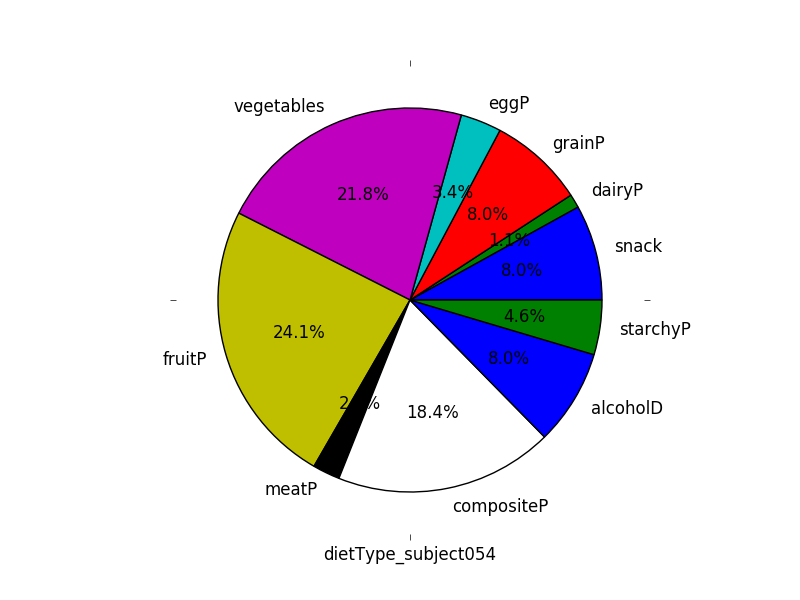 eggP
vegetables
grainP
dairyP
21.8%
3.4%
8.0%
1.1%
snack
8.0%
4.6%
starchyP
24.1%
fruitP
8.0%
18.4%
alcoholD
meatP
compositeP
dietType_subject054